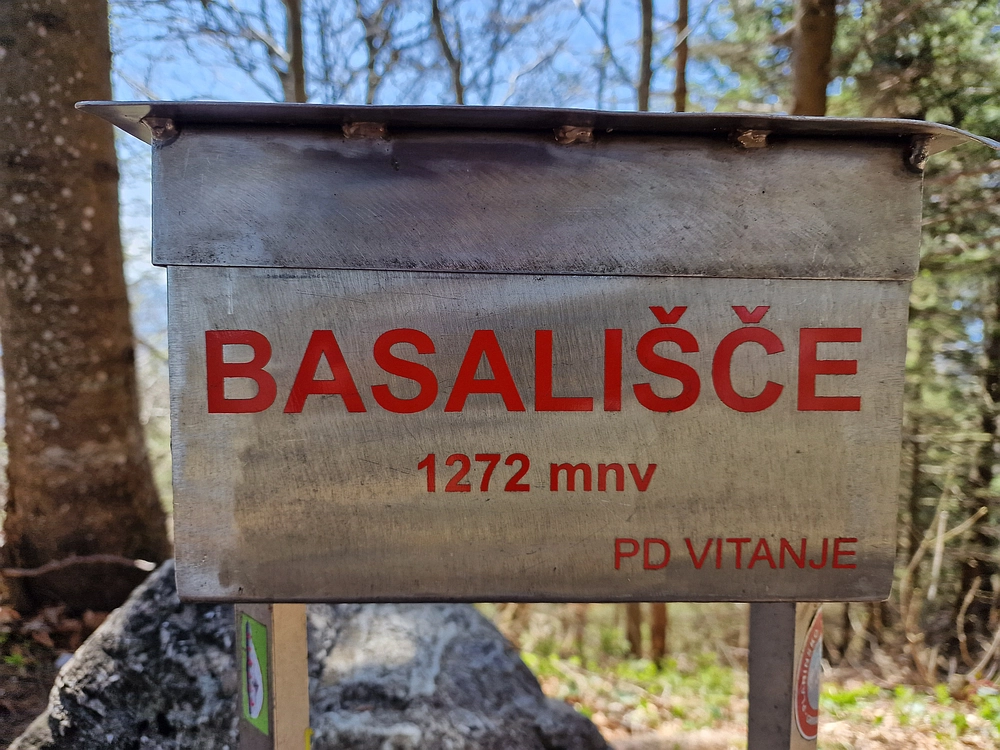 BASALIŠČE
1272 mnv
PD VITANJE